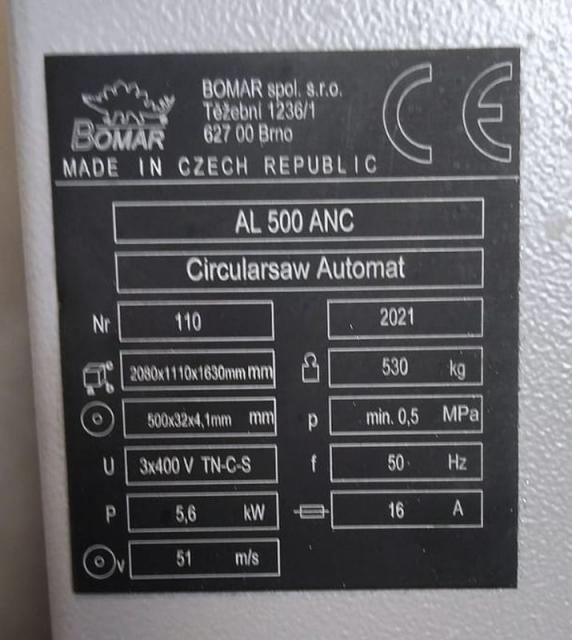 BOMAR
BOMAR spol. s.r.o.
Těžební 1236/1
627 00 Brno
CE
MADE IN CZECH REPUBLIC
AL 500 ANC
Circularsaw Automat
Nr 110 2021
2080x1110x1630mm mm 530 kg
500x32x4,1mm mm p min. 0,5 MPa
U 3x400 V TN-C-S f 50 Hz
P 5,6 kW 16 A
v 51 m/s